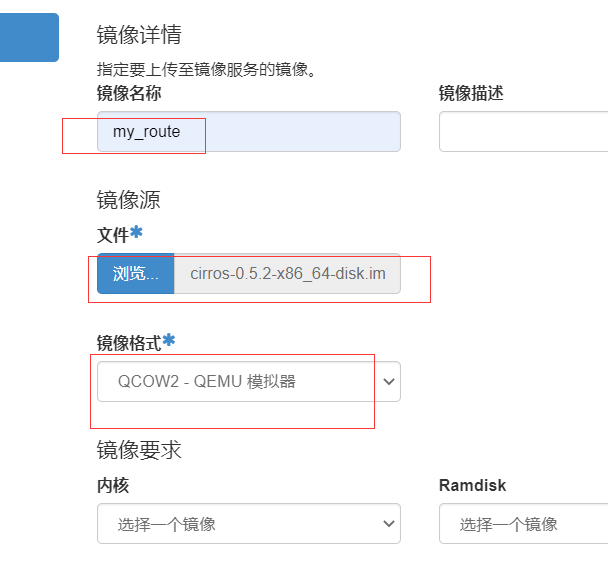 镜像详情
指定要上传至镜像服务的镜像。
镜像名称 镜像描述
my_route
镜像源
文件✱
浏览... cirros-0.5.2-x86_64-disk.im
镜像格式✱
QCOW2 - QEMU 模拟器
镜像要求
内核 Ramdisk
选择一个镜像 选择一个镜像